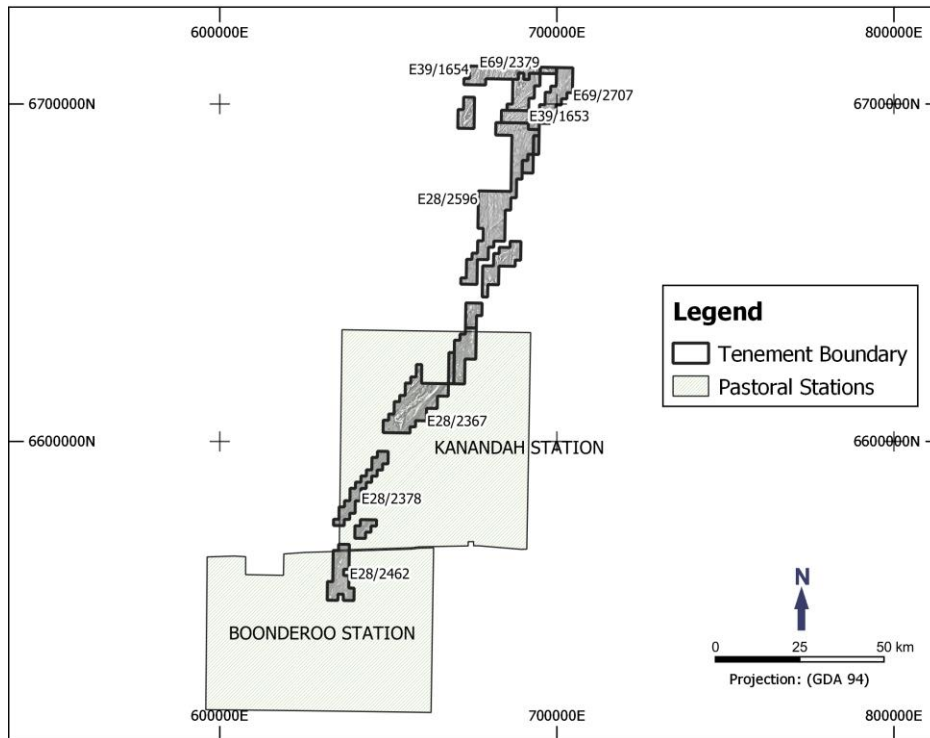 600000E
700000E
800000E
E69/2379
E39/1654
E69/2707
6700000N
6700000N
E39/1653
E28/2596
Legend
Tenement Boundary
Pastoral Stations
E28/2367
6600000N
6600000N
KANANDAH STATION
E28/2378
E28/2462
N
BOONDEROO STATION
0 25 50 km
Projection: (GDA 94)
600000E
700000E
800000E